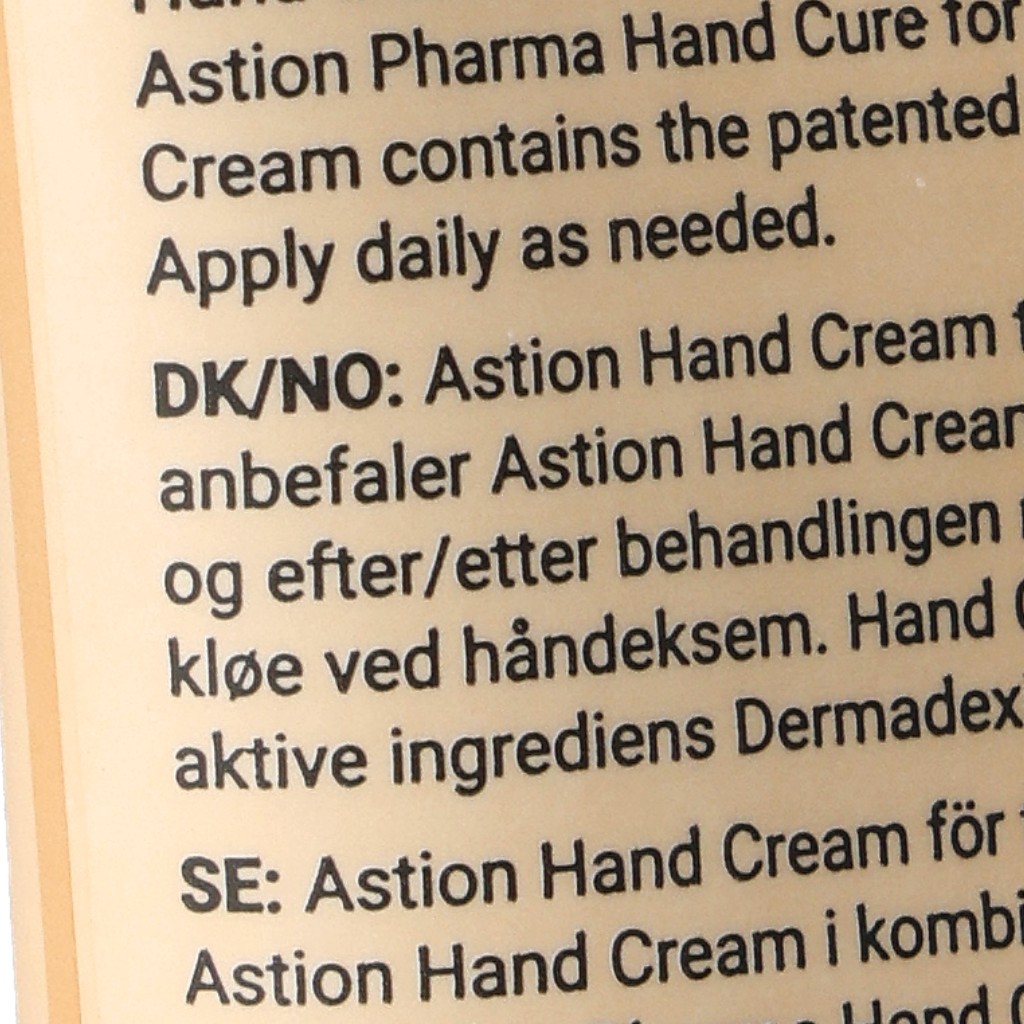 Astion Pharma Hand Cure for
Cream contains the patented
Apply daily as needed.
DK/NO: Astion Hand Cream
anbefaler Astion Hand
og efter/etter behandlingen
kløe ved håndeksem. Hand
aktive ingrediens Dermadex
SE: Astion Hand Cream för
Astion Hand Cream i kombi